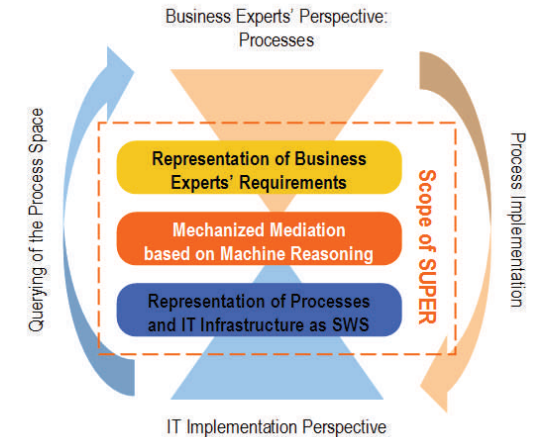 Business Experts' Perspective:
Processes
Querying of the Process Space
Representation of Business
Experts' Requirements
Mechanized Mediation
based on Machine Reasoning
Representation of Processes
and IT Infrastructure as SWS
Scope of SUPER
Process Implementation
IT Implementation Perspective